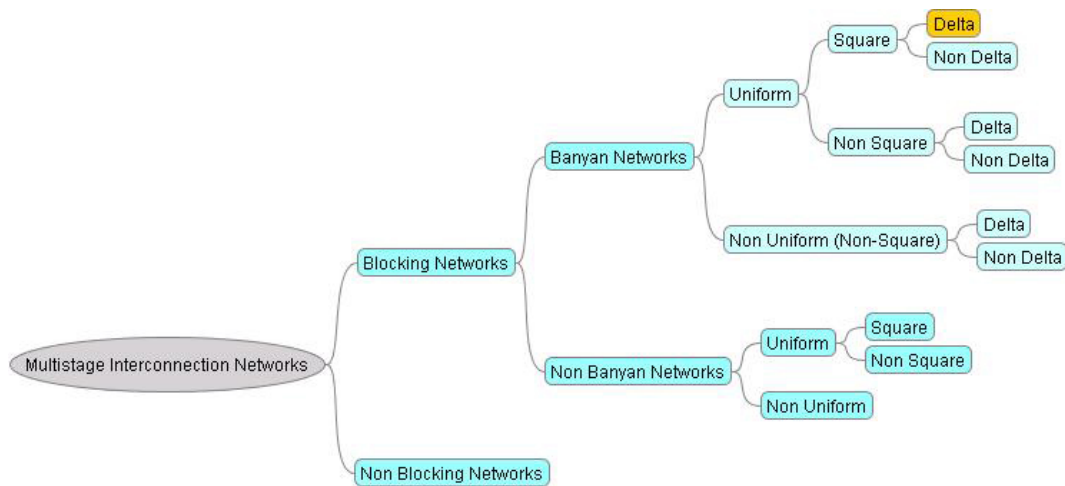 Delta
Square
Non Delta
Uniform
Delta
Non Square
Non Delta
Banyan Networks
Delta
Non Uniform (Non-Square)
Non Delta
Blocking Networks
Square
Uniform
Non Square
Multistage Interconnection Networks
Non Banyan Networks
Non Uniform
Non Blocking Networks